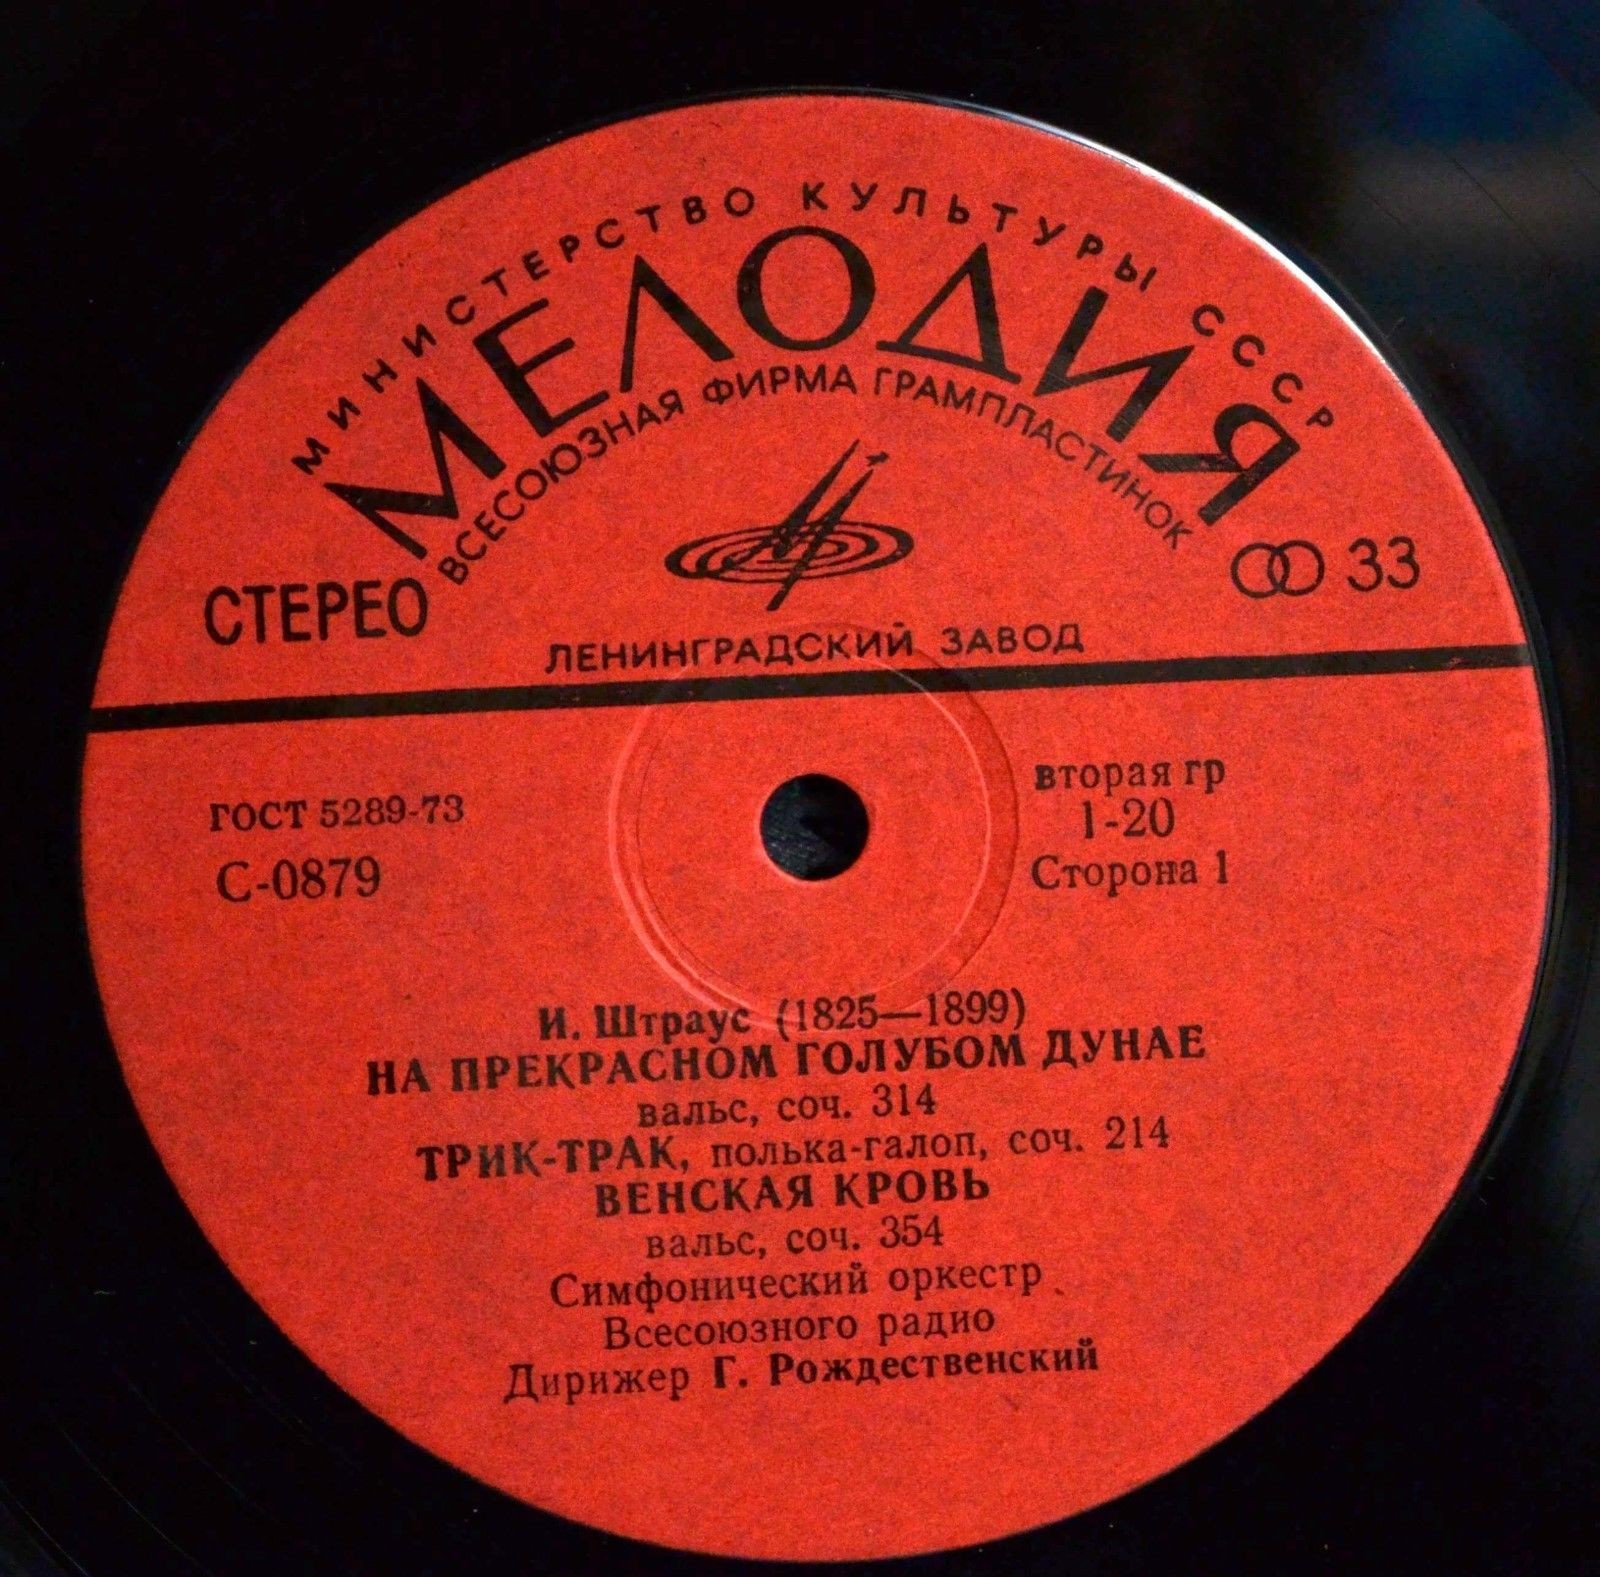 МИНИСТЕРСТВО КУЛЬТУРЫ СССР
МЕЛОДИЯ
ВСЕСОЮЗНАЯ ФИРМА ГРАМПЛАСТИНОК
СТЕРЕО
33
ЛЕНИНГРАДСКИЙ ЗАВОД
ГОСТ 5289-73
С-0879
вторая гр
1-20
Сторона 1
И. Штраус (1825—1899)
НА ПРЕКРАСНОМ ГОЛУБОМ ДУНАЕ
вальс, соч. 314
ТРИК-ТРАК, полька-галоп, соч. 214
ВЕНСКАЯ КРОВЬ
вальс, соч. 354
Симфонический оркестр
Всесоюзного радио
Дирижер Г. Рождественский